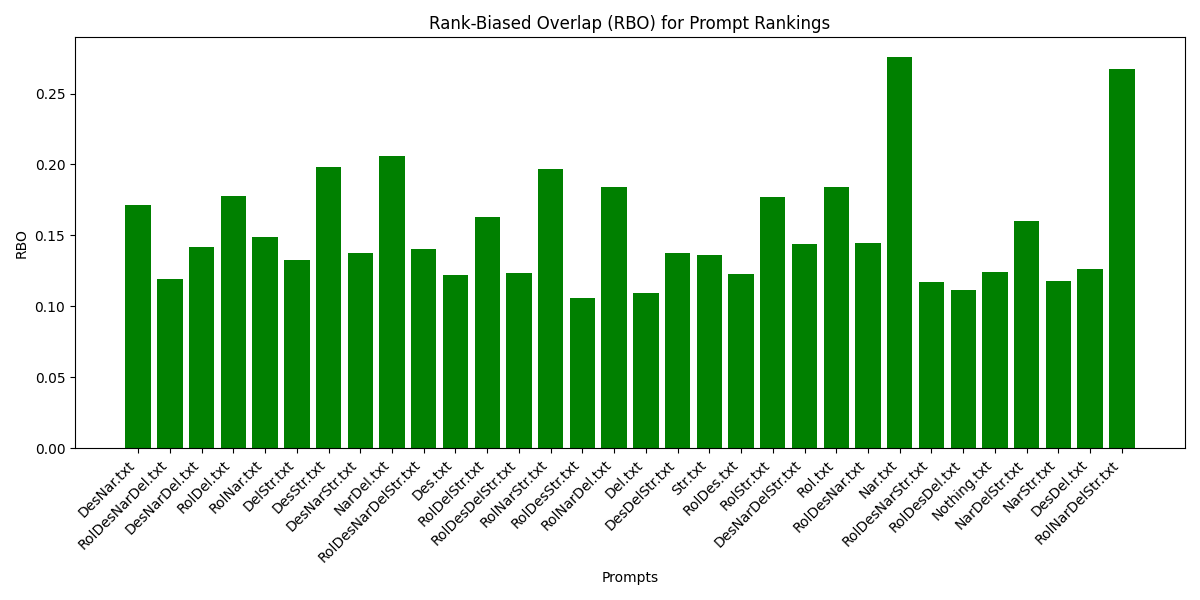 Rank-Biased Overlap (RBO) for Prompt Rankings
RBO
0.25
0.20
0.15
0.10
0.05
0.00
DesNar.txt
RolDesNarDel.txt
DesNarDel.txt
RolDel.txt
RolNar.txt
DelStr.txt
DesStr.txt
DesNarStr.txt
NarDel.txt
RolDesNarDelStr.txt
Des.txt
RolDelStr.txt
RolDesDelStr.txt
RolNarStr.txt
RolDesStr.txt
RolNarDel.txt
Del.txt
DesDelStr.txt
Str.txt
RolDes.txt
RolStr.txt
DesNarDelStr.txt
Rol.txt
RolDesNar.txt
Nar.txt
RolDesNarStr.txt
RolDesDel.txt
Nothing.txt
NarDelStr.txt
NarStr.txt
DesDel.txt
RolNarDelStr.txt
Prompts